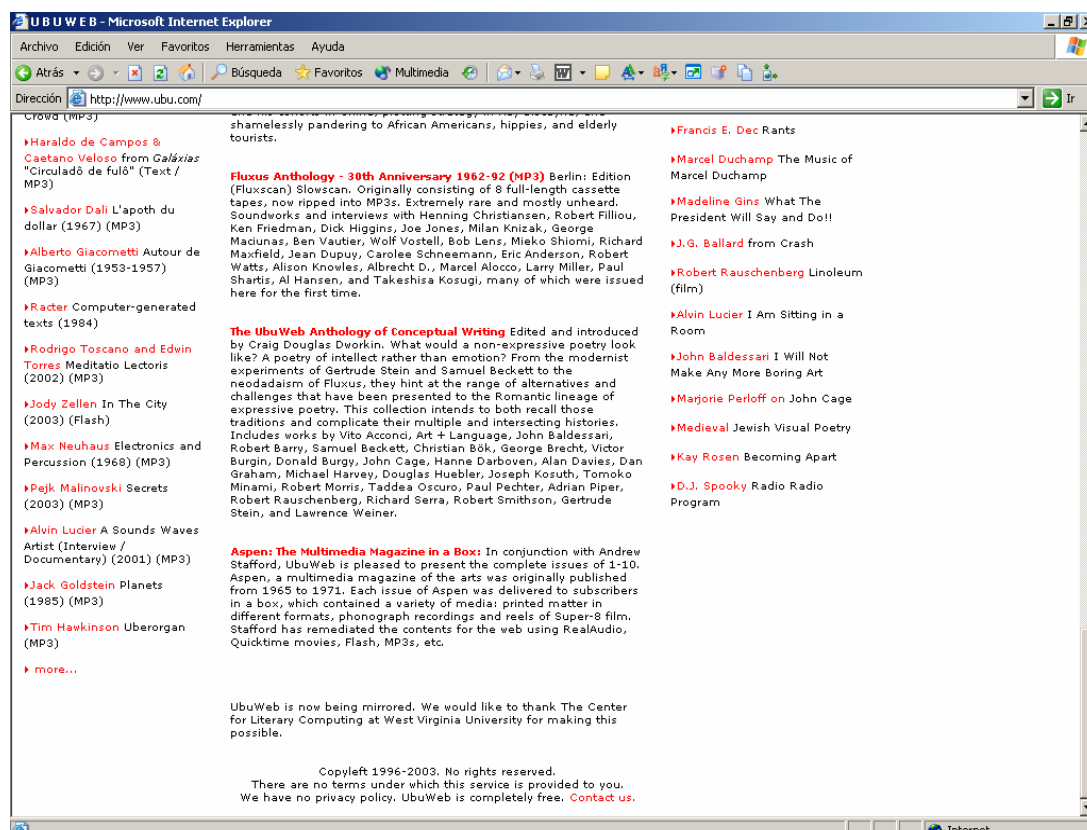 U B U W E B - Microsoft Internet Explorer
Archivo Edición Ver Favoritos Herramientas Ayuda
Atrás Búsqueda Favoritos Multimedia
Dirección http://www.ubu.com/ Ir
Crowd (MP3)
Haroldo de Campos &
Caetano Veloso from Galáxias
"Circuladô de fulô" (Text /
MP3)
Salvador Dali L'apoth du
dollar (1967) (MP3)
Alberto Giacometti Autour de
Giacometti (1953-1957)
(MP3)
Racter Computer-generated
texts (1984)
Rodrigo Toscano and Edwin
Torres Meditatio Lectoris
(2002) (MP3)
Jody Zellen In The City
(2003) (Flash)
Max Neuhaus Electronics and
Percussion (1968) (MP3)
Pejk Malinovski Secrets
(2003) (MP3)
Alvin Lucier A Sounds Waves
Artist (Interview /
Documentary) (2001) (MP3)
Jack Goldstein Planets
(1985) (MP3)
Tim Hawkinson Uberorgan
(MP3)
more...
shamelessly pandering to African Americans, hippies, and elderly
tourists.
Fluxus Anthology - 30th Anniversary 1962-92 (MP3) Berlin: Edition
(Fluxscan) Slowscan. Originally consisting of 8 full-length cassette
tapes, now ripped into MP3s. Extremely rare and mostly unheard.
Soundworks and interviews with Henning Christiansen, Robert Filliou,
Ken Friedman, Dick Higgins, Joe Jones, Milan Knizak, George
Maciunas, Ben Vautier, Wolf Vostell, Bob Lens, Mieko Shiomi, Richard
Maxfield, Jean Dupuy, Carolee Schneemann, Eric Anderson, Robert
Watts, Alison Knowles, Albrecht D., Marcel Alocco, Larry Miller, Paul
Shartis, Al Hansen, and Takeshisa Kosugi, many of which were issued
here for the first time.
The UbuWeb Anthology of Conceptual Writing Edited and introduced
by Craig Douglas Dworkin. What would a non-expressive poetry look
like? A poetry of intellect rather than emotion? From the modernist
experiments of Gertrude Stein and Samuel Beckett to the
neodadaism of Fluxus, they hint at the range of alternatives and
challenges that have been presented to the Romantic lineage of
expressive poetry. This collection intends to both recall those
traditions and complicate their multiple and intersecting histories.
Includes works by Vito Acconci, Art + Language, John Baldessari,
Robert Barry, Samuel Beckett, Christian Bök, George Brecht, Victor
Burgin, Donald Burgy, John Cage, Hanne Darboven, Alan Davies, Dan
Graham, Michael Harvey, Douglas Huebler, Joseph Kosuth, Tomoko
Minami, Robert Morris, Taddea Oscuro, Paul Pechter, Adrian Piper,
Robert Rauschenberg, Richard Serra, Robert Smithson, Gertrude
Stein, and Lawrence Weiner.
Aspen: The Multimedia Magazine in a Box: In conjunction with Andrew
Stafford, UbuWeb is pleased to present the complete issues of 1-10.
Aspen, a multimedia magazine of the arts was originally published
from 1965 to 1971. Each issue of Aspen was delivered to subscribers
in a box, which contained a variety of media: printed matter in
different formats, phonograph recordings and reels of Super-8 film.
Stafford has remediated the contents for the web using RealAudio,
Quicktime movies, Flash, MP3s, etc.
UbuWeb is now being mirrored. We would like to thank The Center
for Literary Computing at West Virginia University for making this
possible.
Copyleft 1996-2003. No rights reserved.
There are no terms under which this service is provided to you.
We have no privacy policy. UbuWeb is completely free. Contact us.
Francis E. Dec Rants
Marcel Duchamp The Music of
Marcel Duchamp
Madeline Gins What The
President Will Say and Do!!
J.G. Ballard from Crash
Robert Rauschenberg Linoleum
(film)
Alvin Lucier I Am Sitting in a
Room
John Baldessari I Will Not
Make Any More Boring Art
Marjorie Perloff on John Cage
Medieval Jewish Visual Poetry
Kay Rosen Becoming Apart
D.J. Spooky Radio Radio
Program
Internet